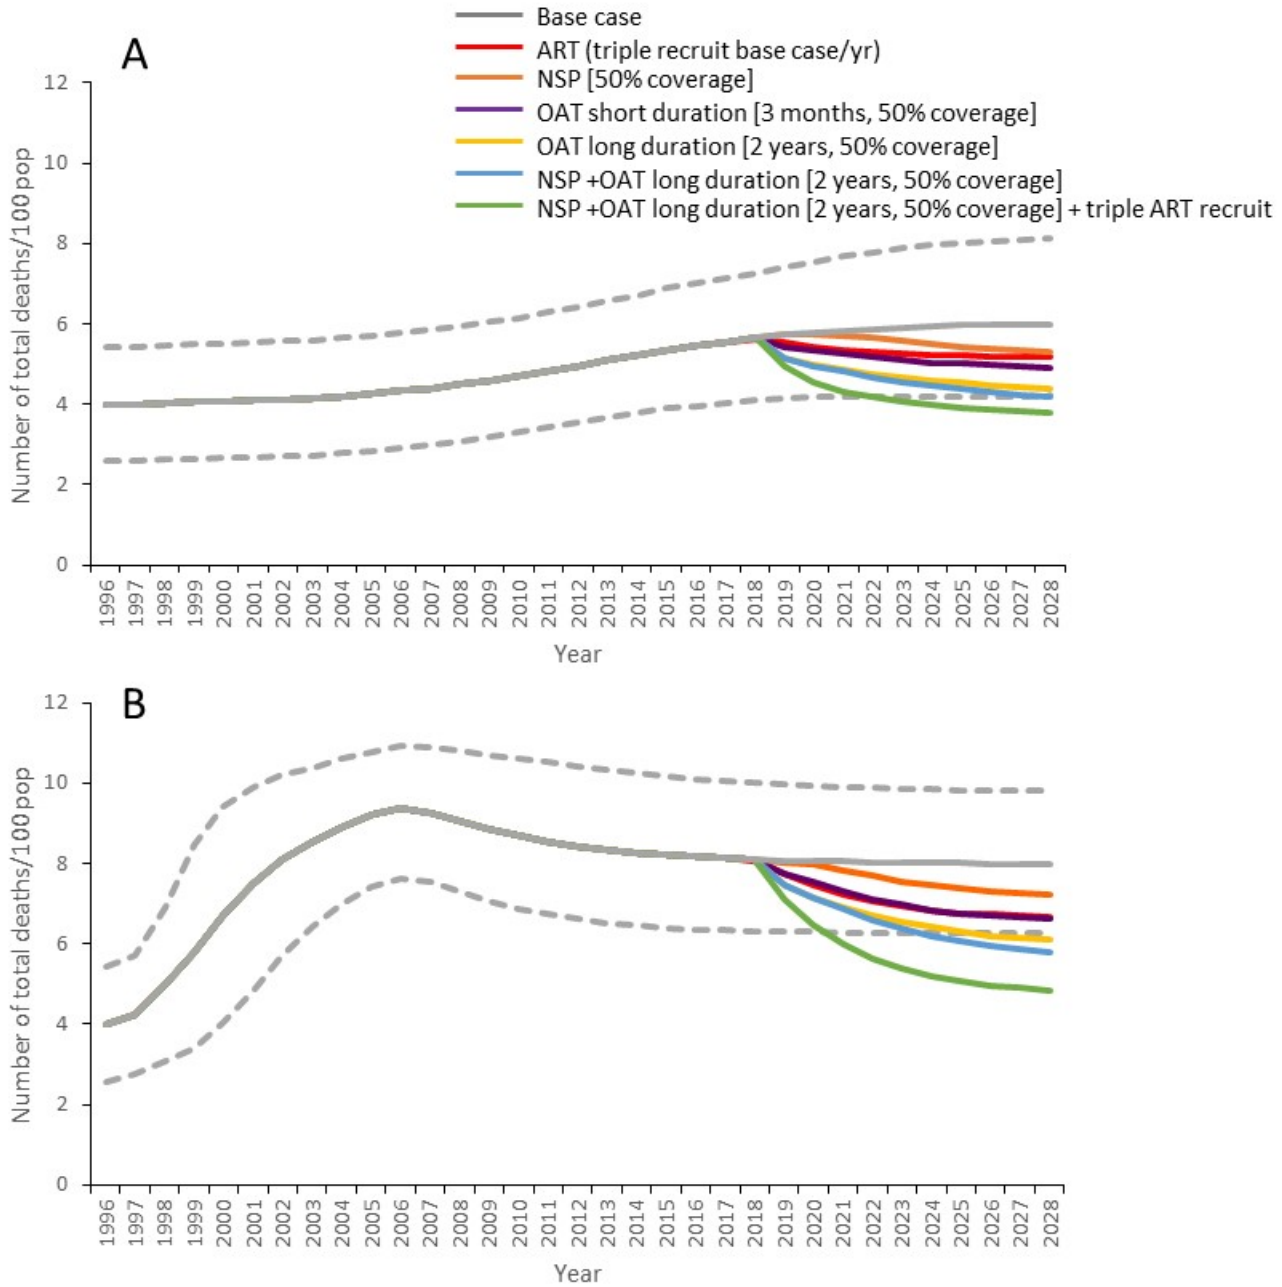 A
Base case
ART (triple recruit base case/yr)
NSP [50% coverage]
OAT short duration [3 months, 50% coverage]
OAT long duration [2 years, 50% coverage]
NSP +OAT long duration [2 years, 50% coverage]
NSP +OAT long duration [2 years, 50% coverage] + triple ART recruit
Number of total deaths/100 pop
12
10
8
6
4
2
0
1996 1997 1998 1999 2000 2001 2002 2003 2004 2005 2006 2007 2008 2009 2010 2011 2012 2013 2014 2015 2016 2017 2018 2019 2020 2021 2022 2023 2024 2025 2026 2027 2028
Year
B
Number of total deaths/100 pop
12
10
8
6
4
2
0
1996 1997 1998 1999 2000 2001 2002 2003 2004 2005 2006 2007 2008 2009 2010 2011 2012 2013 2014 2015 2016 2017 2018 2019 2020 2021 2022 2023 2024 2025 2026 2027 2028
Year